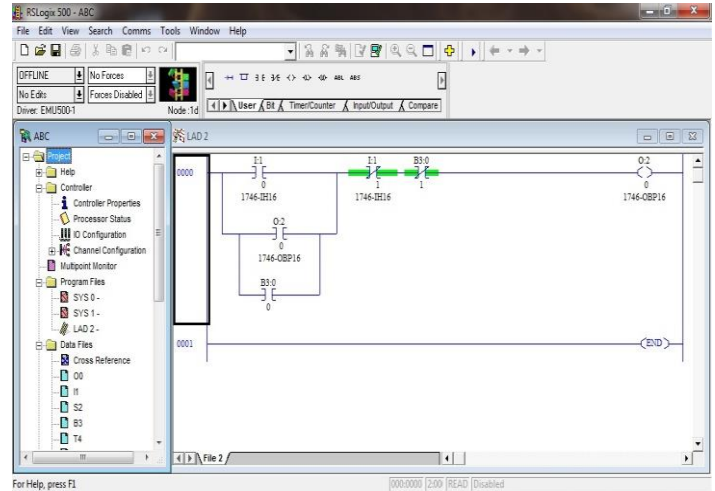 RSLogix 500 - ABC
File Edit View Search Comms Tools Window Help
OFFLINE No Forces
No Edits Forces Disabled
Driver: EMU500-1 Node: 1d
ABL ABS
User Bit Timer/Counter Input/Output Compare
ABC
Project
Help
Controller
Controller Properties
Processor Status
IO Configuration
Channel Configuration
Multipoint Monitor
Program Files
SYS 0 -
SYS 1 -
LAD 2 -
Data Files
Cross Reference
O0
I1
S2
B3
T4
LAD 2
0000
I:1
0
1746-IH16
I:1
1
1746-IH16
B3:0
1
O:2
0
1746-OBP16
O:2
0
1746-OBP16
B3:0
0
0001
END
File 2
For Help, press F1
000:0000 2:00 READ Disabled